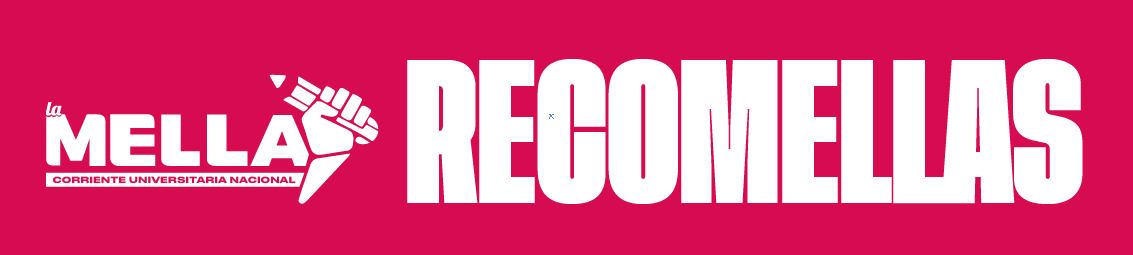 la
MELLA
CORRIENTE UNIVERSITARIA NACIONAL
RECOMELLAS